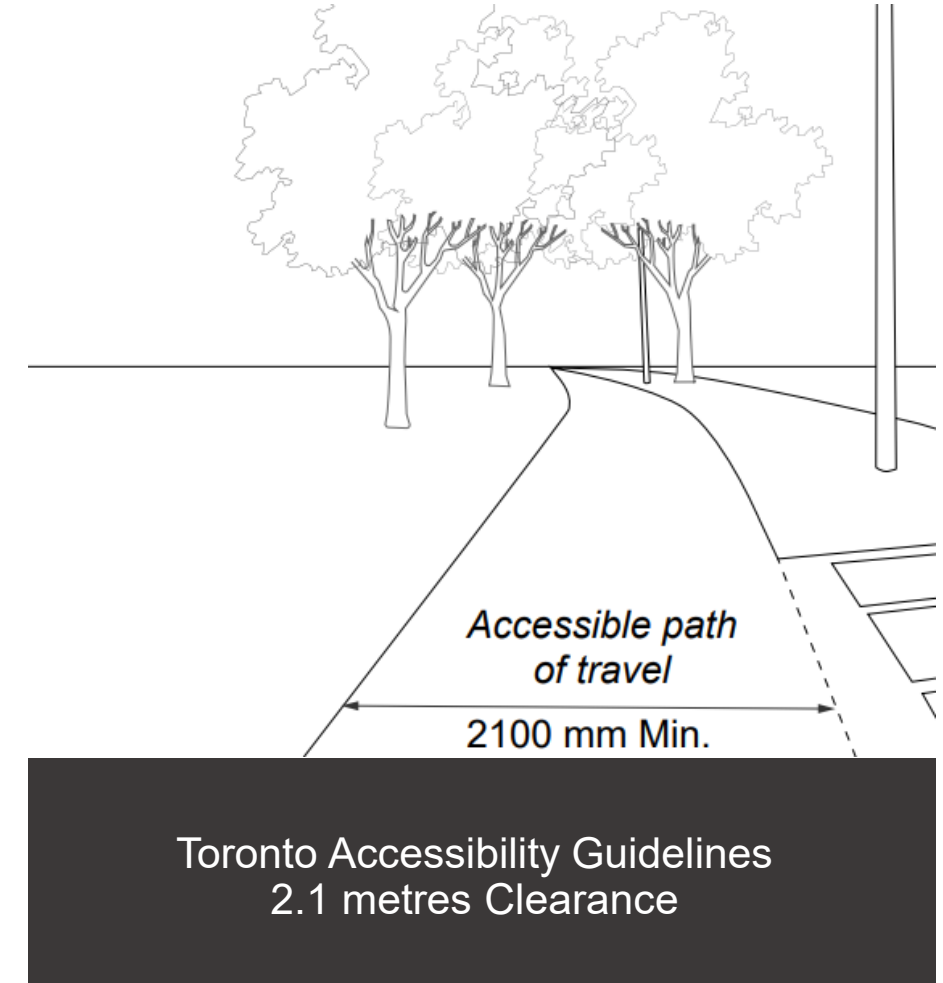 Accessible path
of travel
2100 mm Min.
Toronto Accessibility Guidelines
2.1 metres Clearance